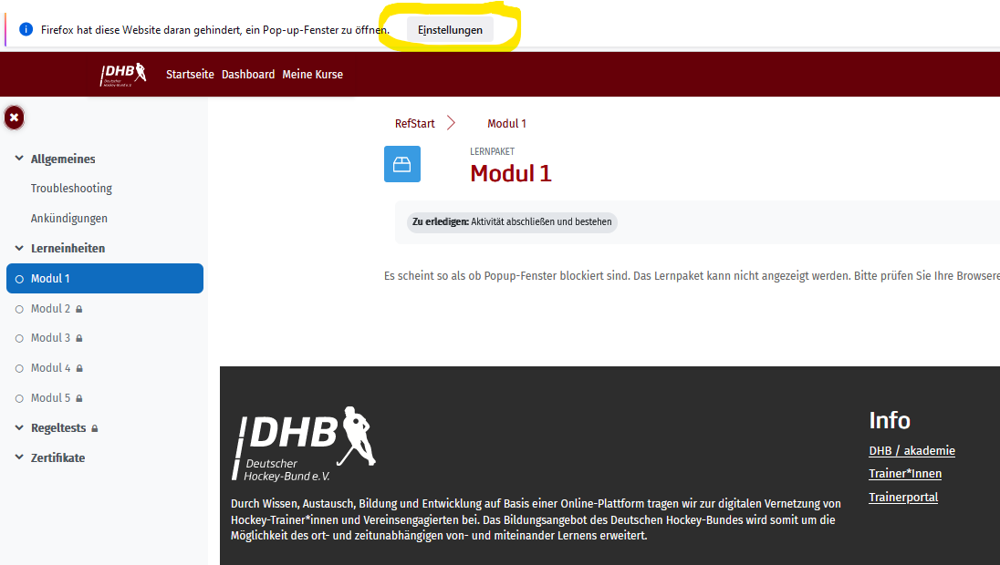 Firefox hat diese Website daran gehindert, ein Pop-up-Fenster zu öffnen.
Einstellungen
DHB
Deutscher
Hockey-Bund e.V.
Startseite Dashboard Meine Kurse
RefStart
Modul 1
LERNPAKET
Modul 1
Zu erledigen: Aktivität abschließen und bestehen
Es scheint so als ob Popup-Fenster blockiert sind. Das Lernpaket kann nicht angezeigt werden. Bitte prüfen Sie Ihre Browsere
Allgemeines
Troubleshooting
Ankündigungen
Lerneinheiten
Modul 1
Modul 2
Modul 3
Modul 4
Modul 5
Regeltests
Zertifikate
DHB
Deutscher
Hockey-Bund e.V.
Durch Wissen, Austausch, Bildung und Entwicklung auf Basis einer Online-Plattform tragen wir zur digitalen Vernetzung von
Hockey-Trainer*innen und Vereinsengagierten bei. Das Bildungsangebot des Deutschen Hockey-Bundes wird somit um die
Möglichkeit des ort- und zeitunabhängigen von- und miteinander Lernens erweitert.
Info
DHB / akademie
Trainer*Innen
Trainerportal